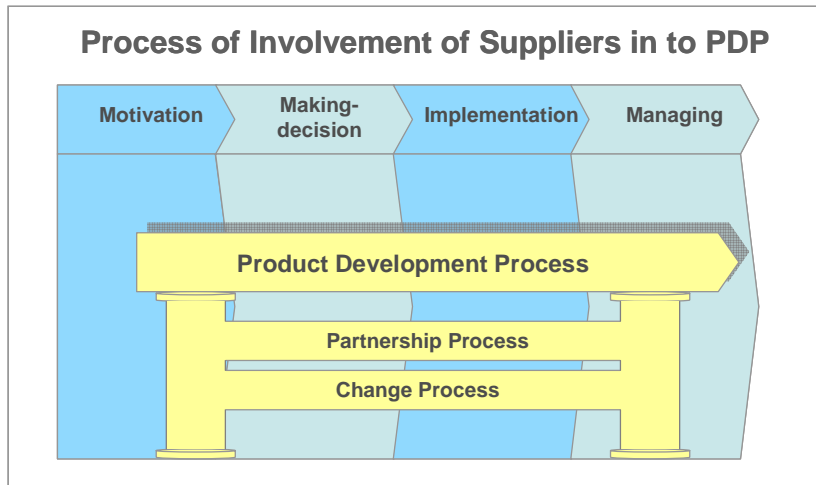 Process of Involvement of Suppliers in to PDP
Motivation
Making-
decision
Implementation
Managing
Product Development Process
Partnership Process
Change Process